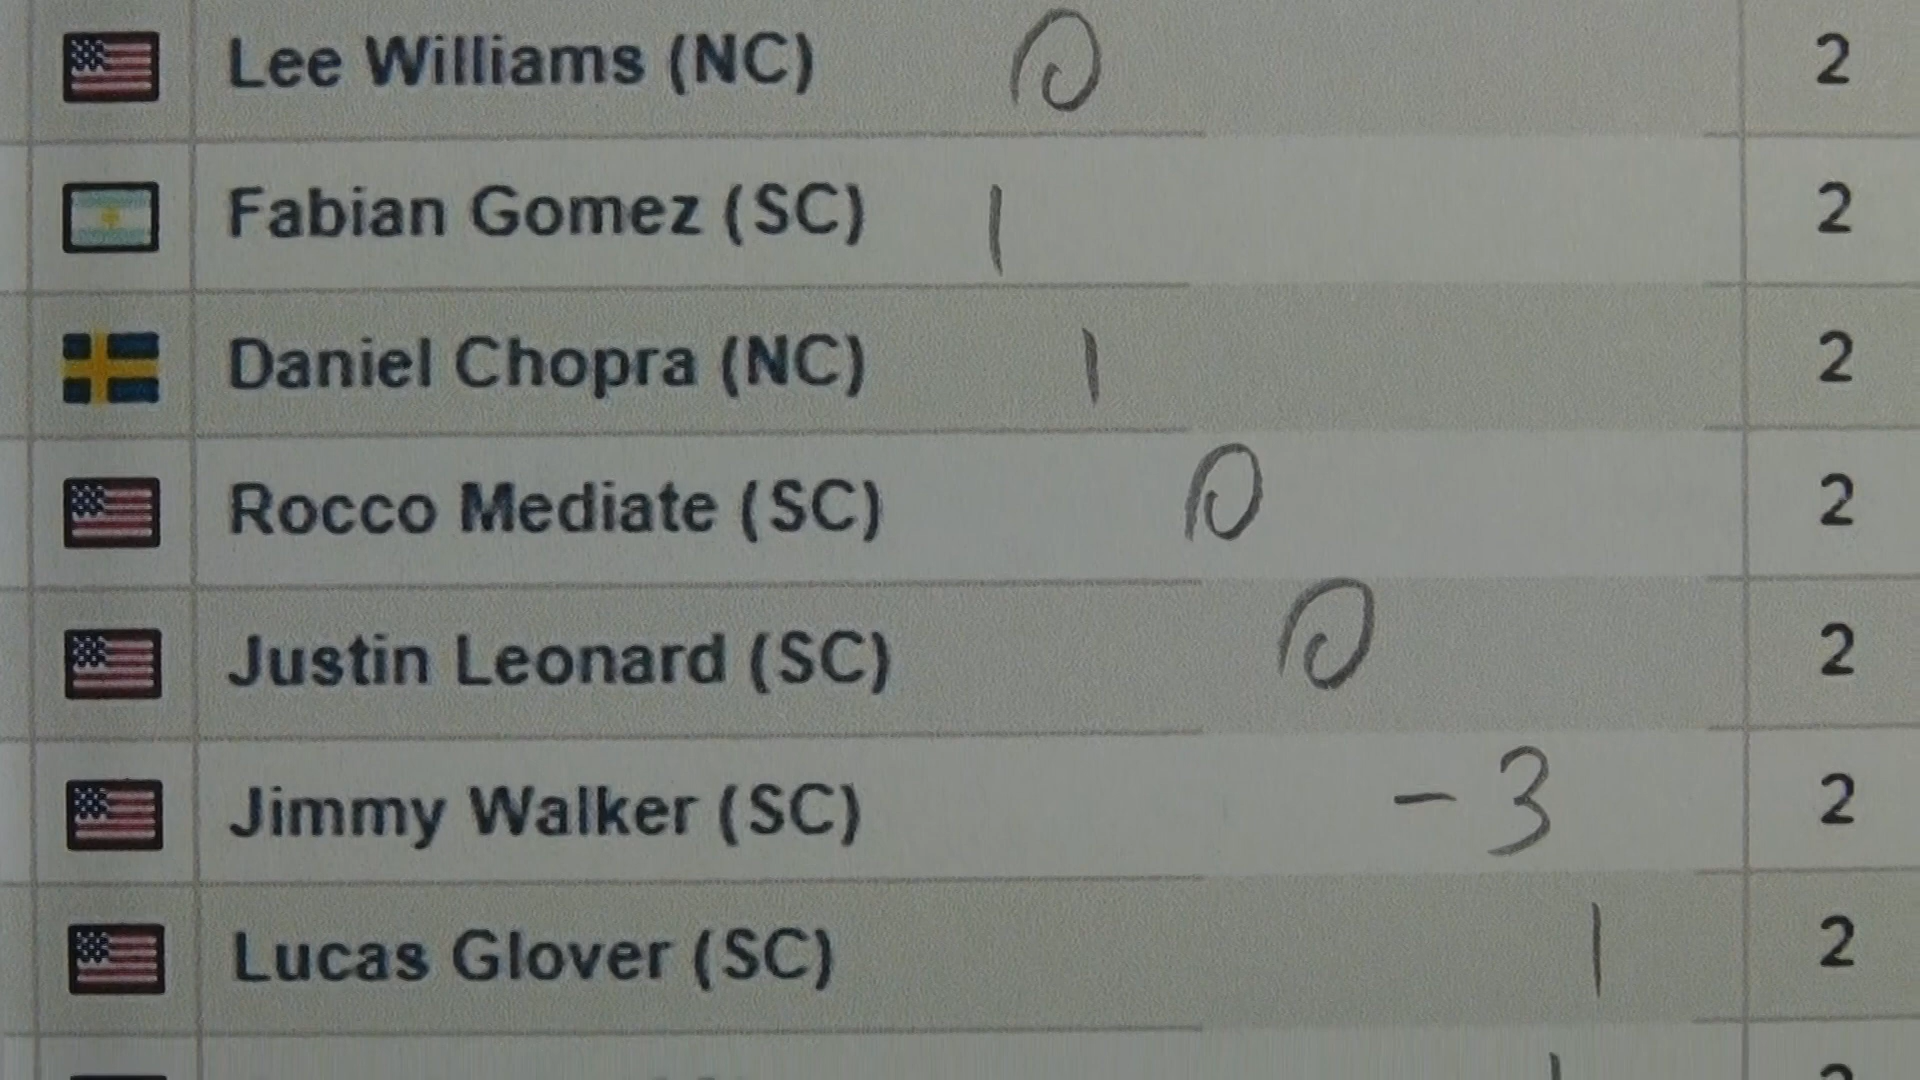 Lee Williams (NC) 0 2
Fabian Gomez (SC) 1 2
Daniel Chopra (NC) 1 2
Rocco Mediate (SC) 0 2
Justin Leonard (SC) 0 2
Jimmy Walker (SC) -3 2
Lucas Glover (SC) 1 2